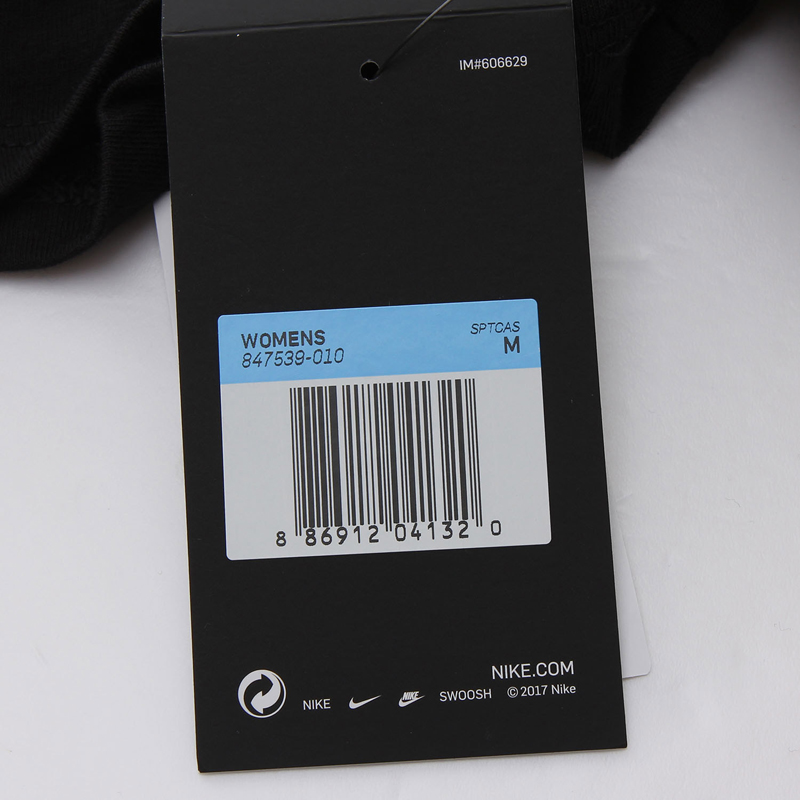 IM#606629
WOMENS
847539-010
SPTCAS
M
8 86912 04132 0
NIKE.COM
NIKE NIKE SWOOSH © 2017 Nike